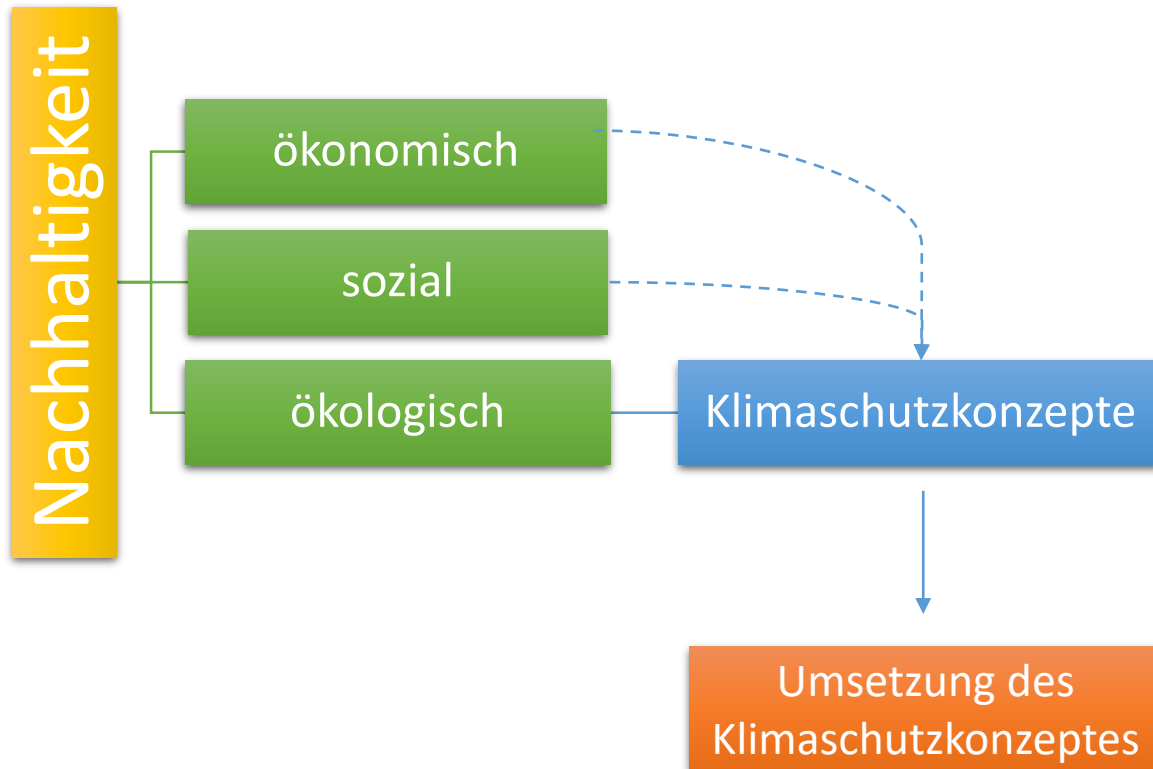 Nachhaltigkeit
ökonomisch
sozial
ökologisch
Klimaschutzkonzepte
Umsetzung des
Klimaschutzkonzeptes